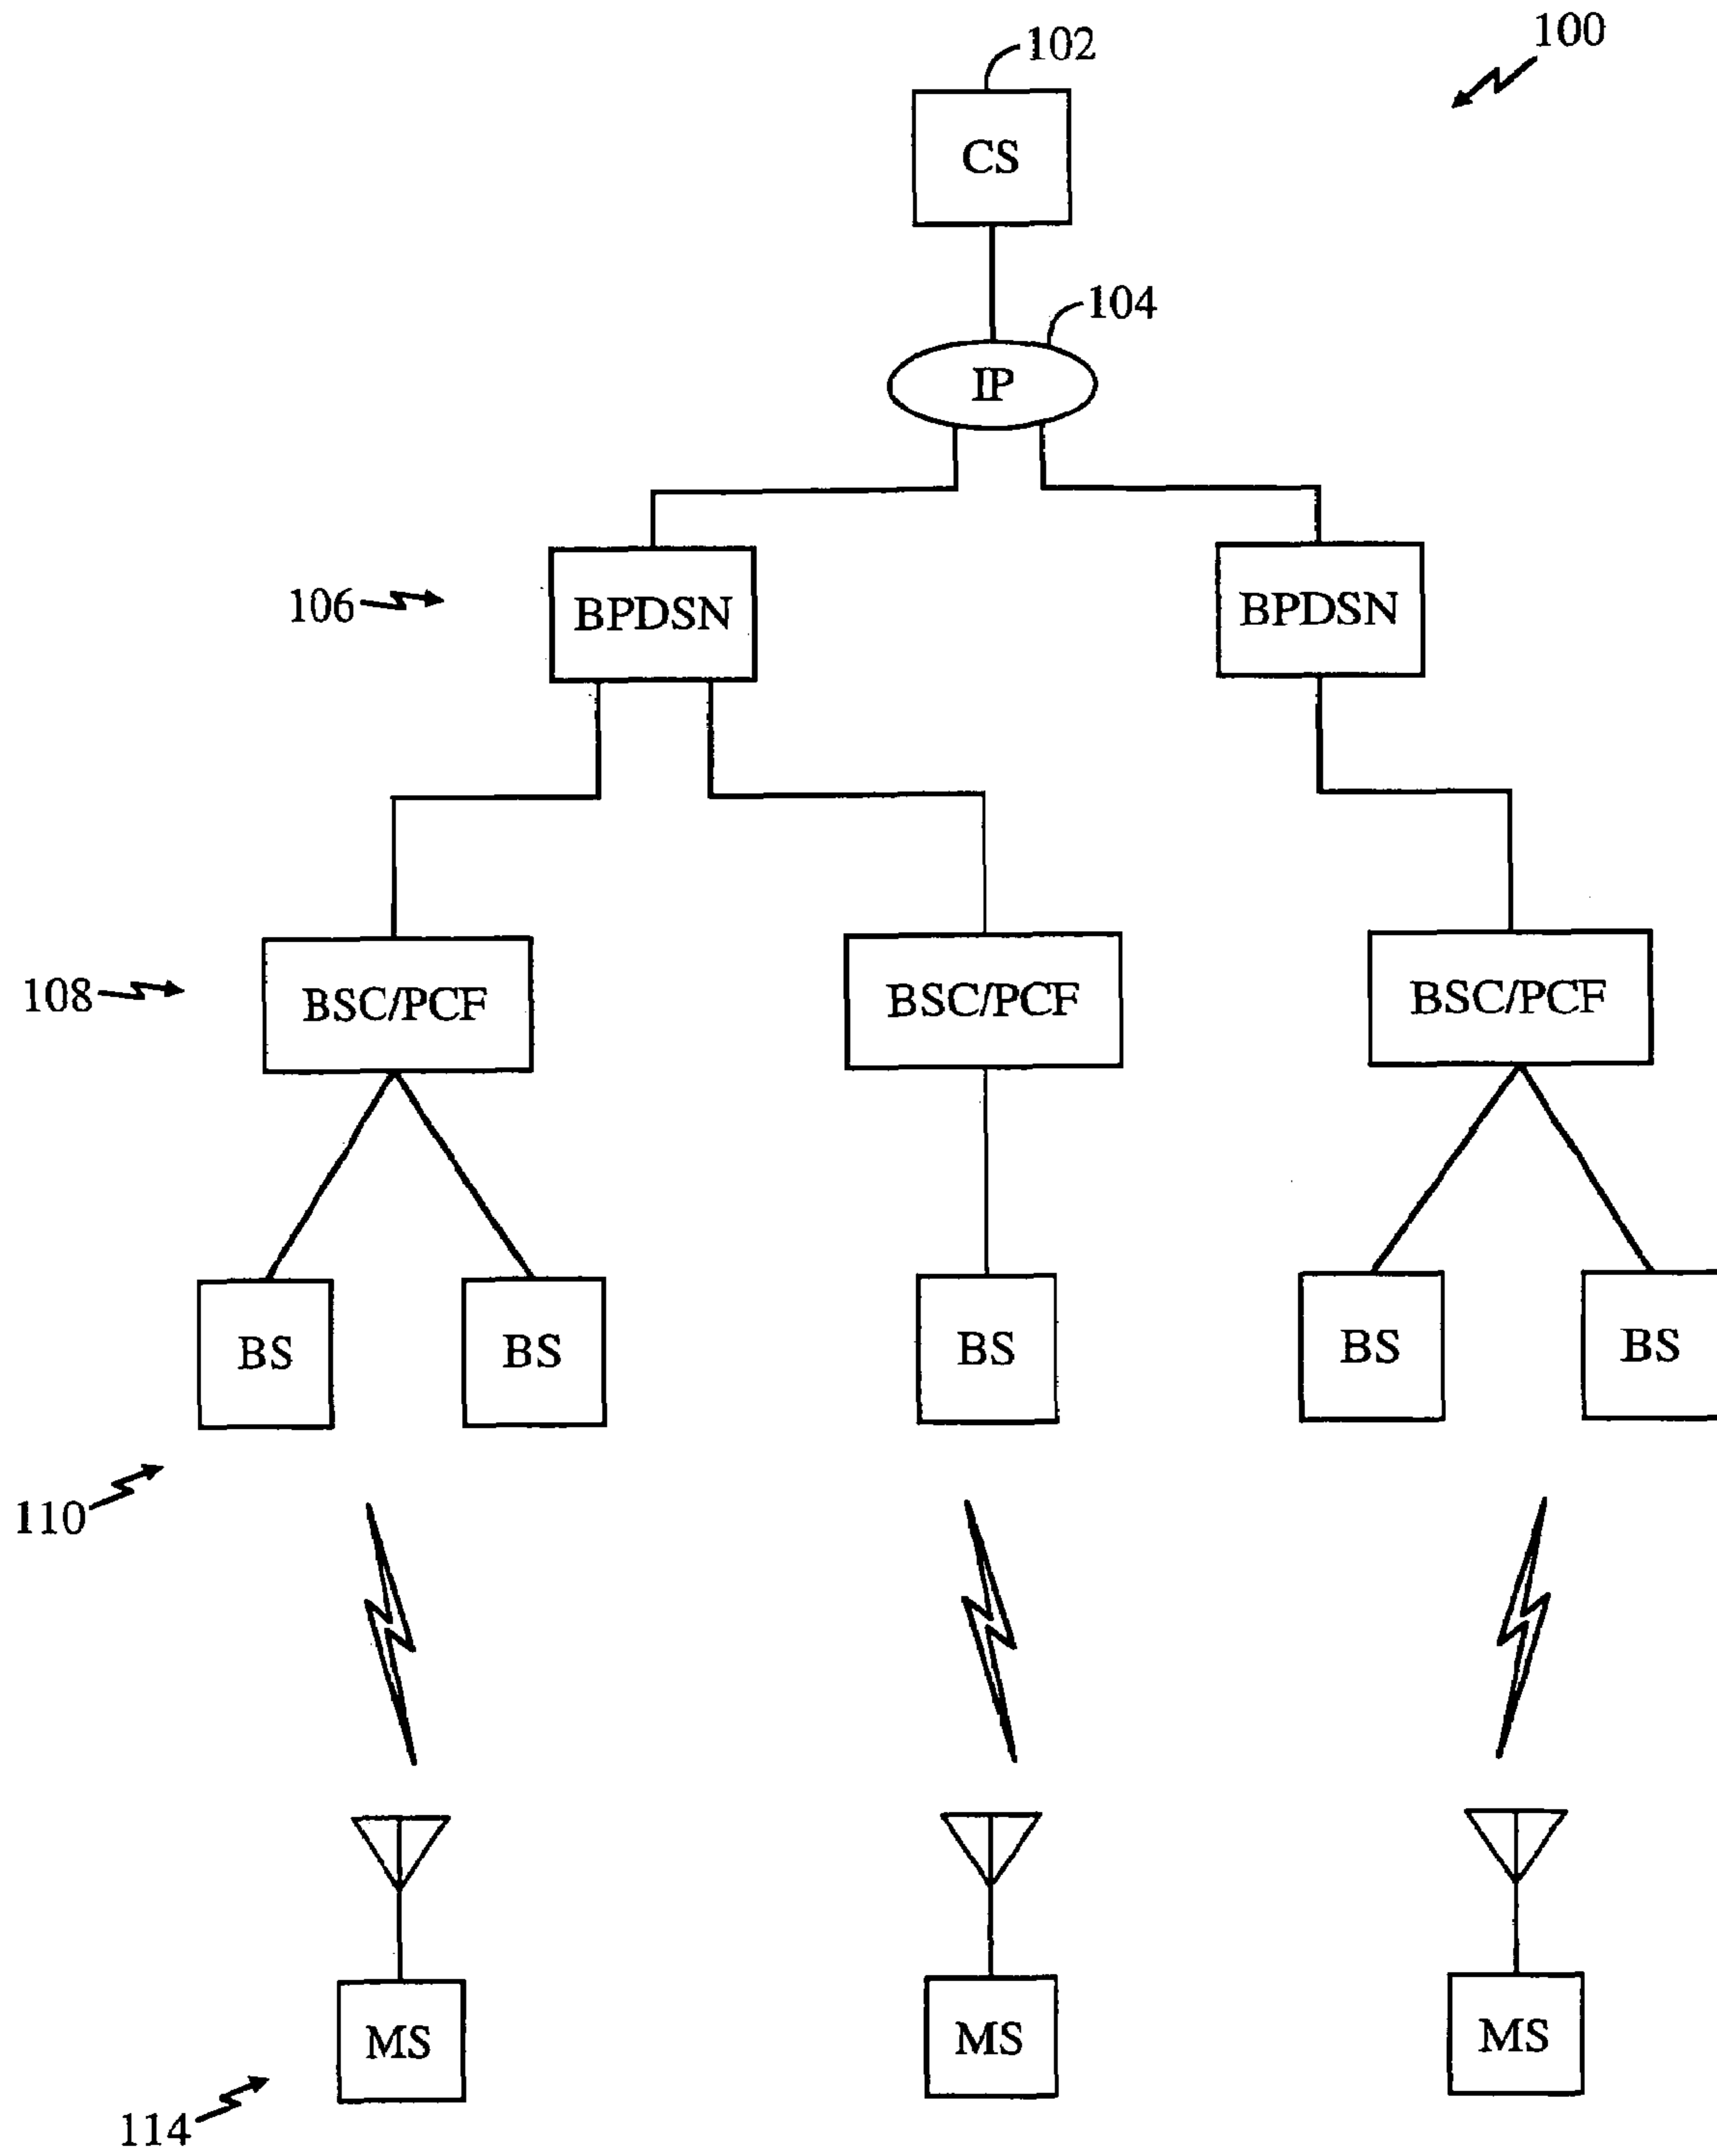 100
102
CS
104
IP
106
BPDSN
BPDSN
108
BSC/PCF
BSC/PCF
BSC/PCF
BS
BS
BS
BS
BS
110
MS
MS
MS
114